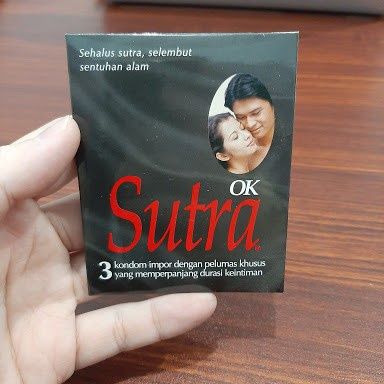 Sehalus sutra, selembut
sentuhan alam
OK
Sutra
3 kondom impor dengan pelumas khusus
yang memperpanjang durasi keintiman